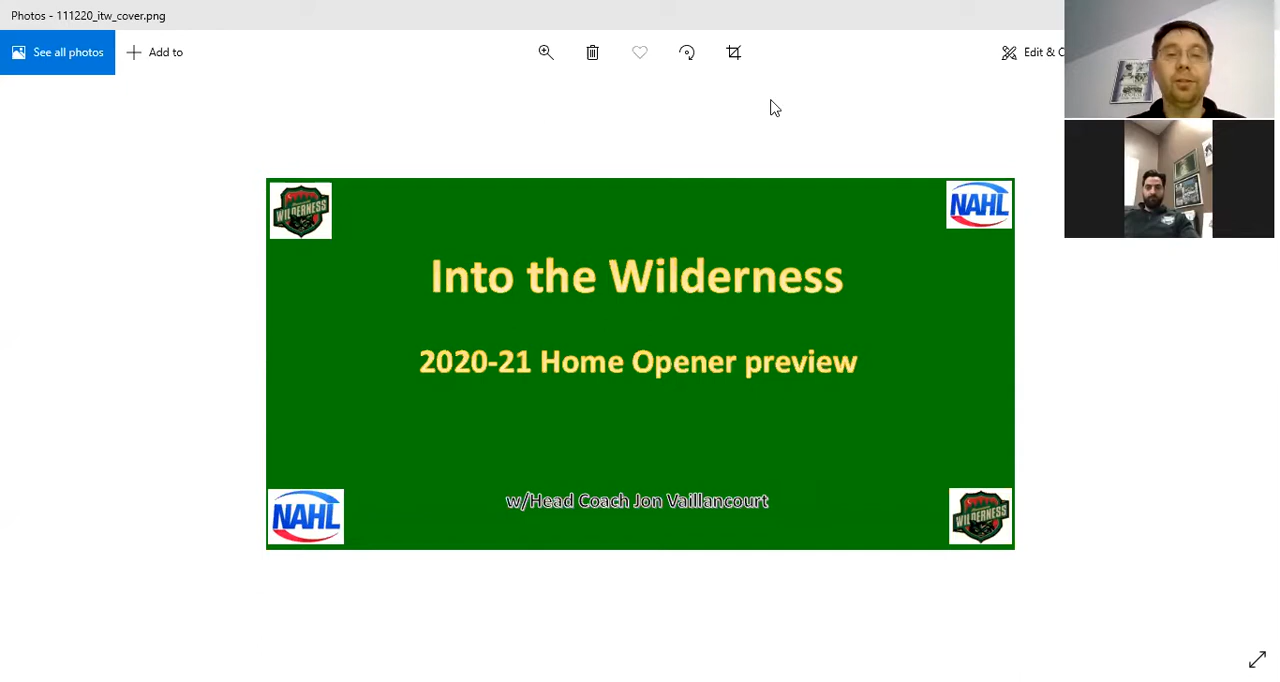 Photos - 111220_itw_cover.png
See all photos
Add to
Edit & C
WILDERNESS
NAHL
Into the Wilderness
2020-21 Home Opener preview
w/Head Coach Jon Vaillancourt
NAHL
WILDERNESS